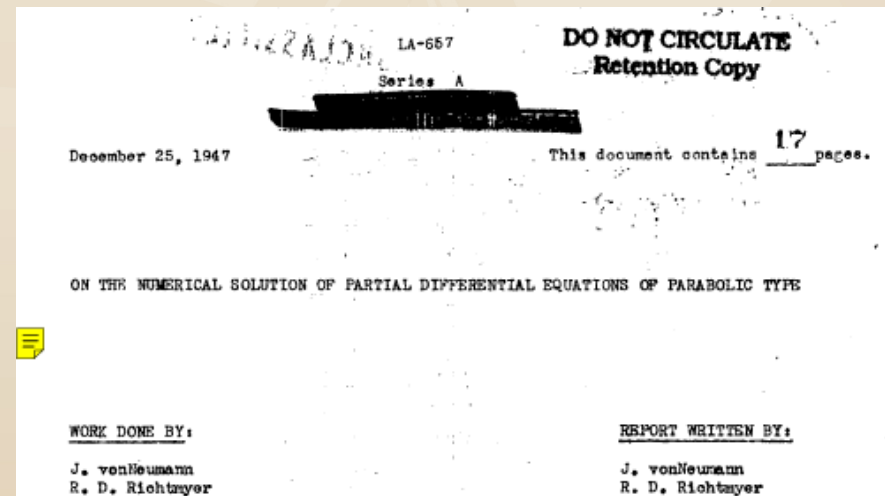 LA-657
DO NOT CIRCULATE
Retention Copy
Series A
December 25, 1947
This document contains 17 pages.
ON THE NUMERICAL SOLUTION OF PARTIAL DIFFERENTIAL EQUATIONS OF PARABOLIC TYPE
WORK DONE BY:
REPORT WRITTEN BY:
J. vonNeumann
J. vonNeumann
R. D. Richtmyer
R. D. Richtmyer